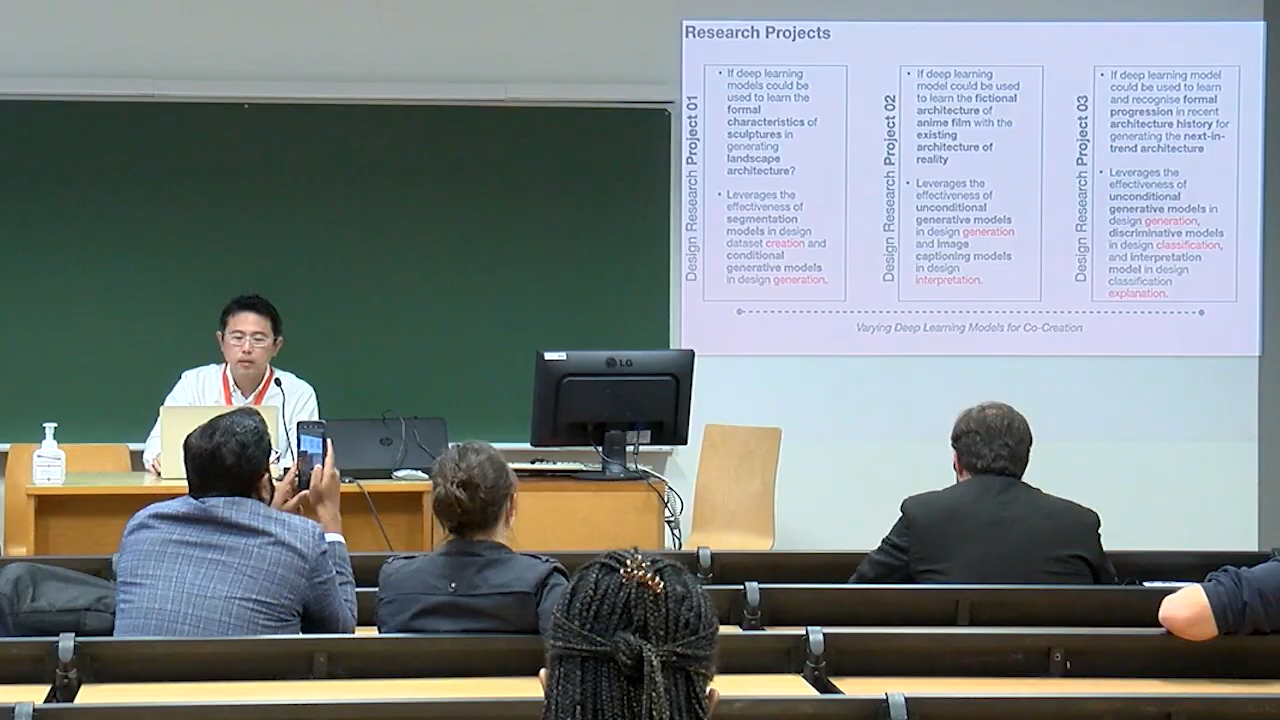 Research Projects
Design Research Project 01
• If deep learning
models could be
used to learn the
formal
characteristics of
sculptures in
generating
landscape
architecture?
• Leverages the
effectiveness of
segmentation
models in design
dataset creation and
conditional
generative models
in design generation.
Design Research Project 02
• If deep learning
model could be used
to learn the fictional
architecture of
anime film with the
existing
architecture of
reality
• Leverages the
effectiveness of
unconditional
generative models
in design generation
and Image
captioning models
in design
interpretation.
Design Research Project 03
• If deep learning model
could be used to learn
and recognise formal
progression in recent
architecture history for
generating the next-in-
trend architecture
• Leverages the
effectiveness of
unconditional
generative models in
design generation,
discriminative models
in design classification,
and interpretation
model in design
classification
explanation.
Varying Deep Learning Models for Co-Creation
LG
hp